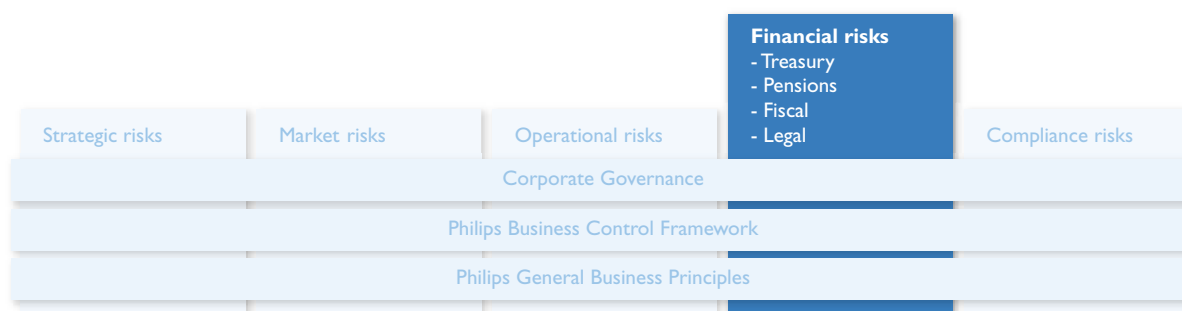 Financial risks
- Treasury
- Pensions
- Fiscal
- Legal
Strategic risks
Market risks
Operational risks
Compliance risks
Corporate Governance
Philips Business Control Framework
Philips General Business Principles